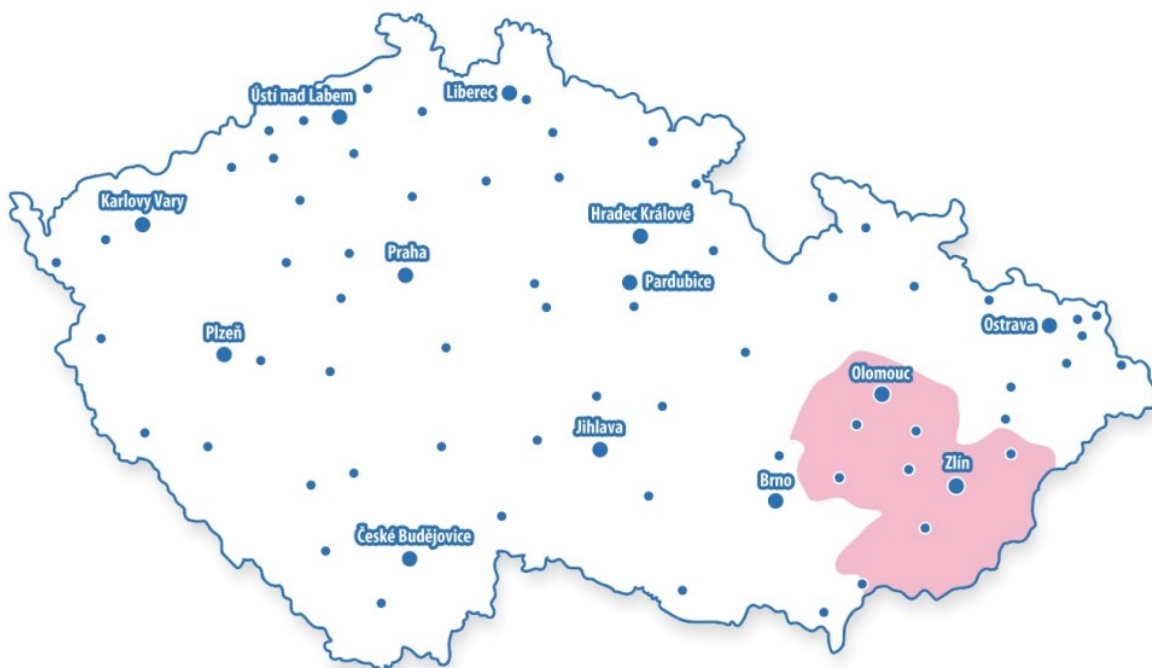 Ústí nad Labem
Liberec
Karlovy Vary
Hradec Králové
Praha
Pardubice
Plzeň
Ostrava
Olomouc
Jihlava
Zlín
Brno
České Budějovice